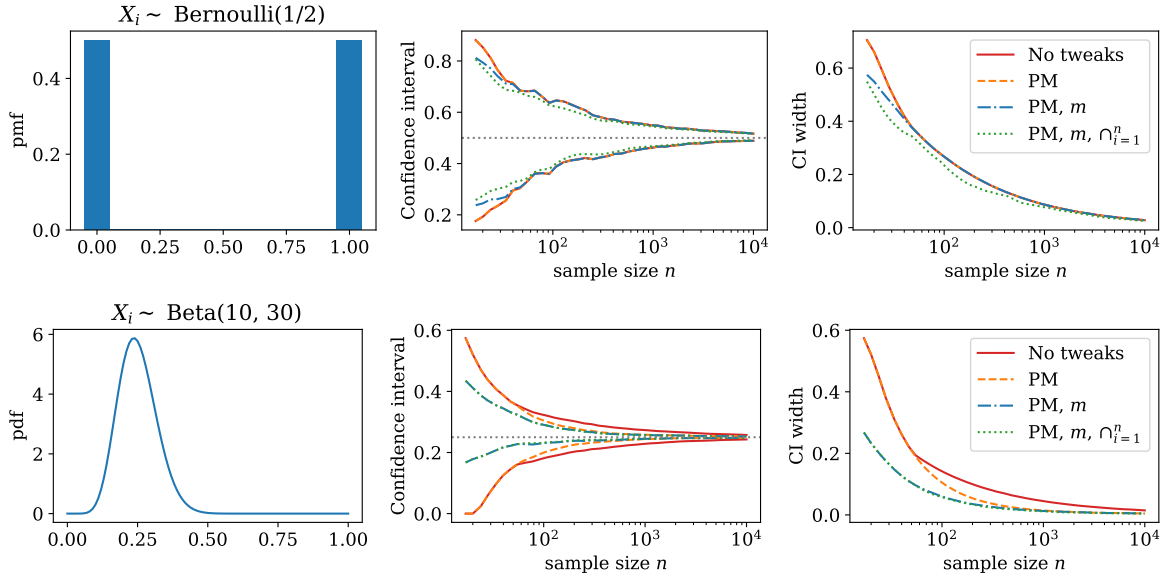 X_i ∼ Bernoulli(1/2)
pmf
0.4
0.2
0.0
0.00 0.25 0.50 0.75 1.00
Confidence interval
0.8
0.6
0.4
0.2
10^2 10^3 10^4
sample size n
CI width
0.6
0.4
0.2
0.0
10^2 10^3 10^4
sample size n
No tweaks
PM
PM, m
PM, m, ∩_{i=1}^n
X_i ∼ Beta(10, 30)
pdf
6
4
2
0
0.00 0.25 0.50 0.75 1.00
Confidence interval
0.6
0.4
0.2
0.0
10^2 10^3 10^4
sample size n
CI width
0.6
0.4
0.2
0.0
10^2 10^3 10^4
sample size n
No tweaks
PM
PM, m
PM, m, ∩_{i=1}^n